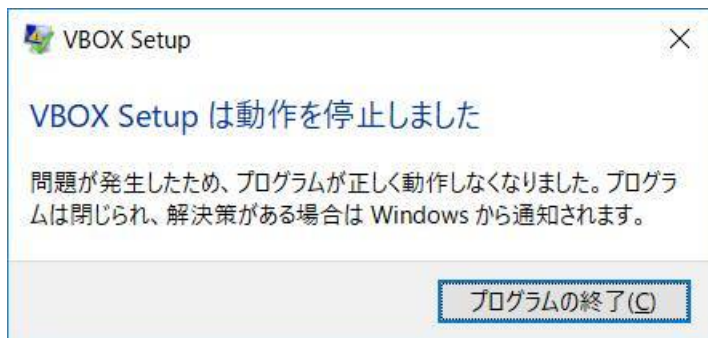 VBOX Setup
VBOX Setup は動作を停止しました
問題が発生したため、プログラムが正しく動作しなくなりました。プログラ
ムは閉じられ、解決策がある場合は Windows から通知されます。
プログラムの終了(C)